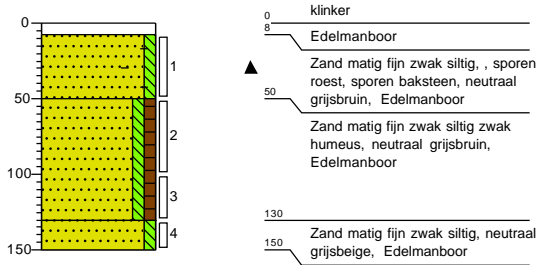 0
50
100
150
1
2
3
4
0
klinker
8
Edelmanboor
Zand matig fijn zwak siltig, , sporen
roest, sporen baksteen, neutraal
grijsbruin, Edelmanboor
50
Zand matig fijn zwak siltig zwak
humeus, neutraal grijsbruin,
Edelmanboor
130
Zand matig fijn zwak siltig, neutraal
150
grijsbeige, Edelmanboor